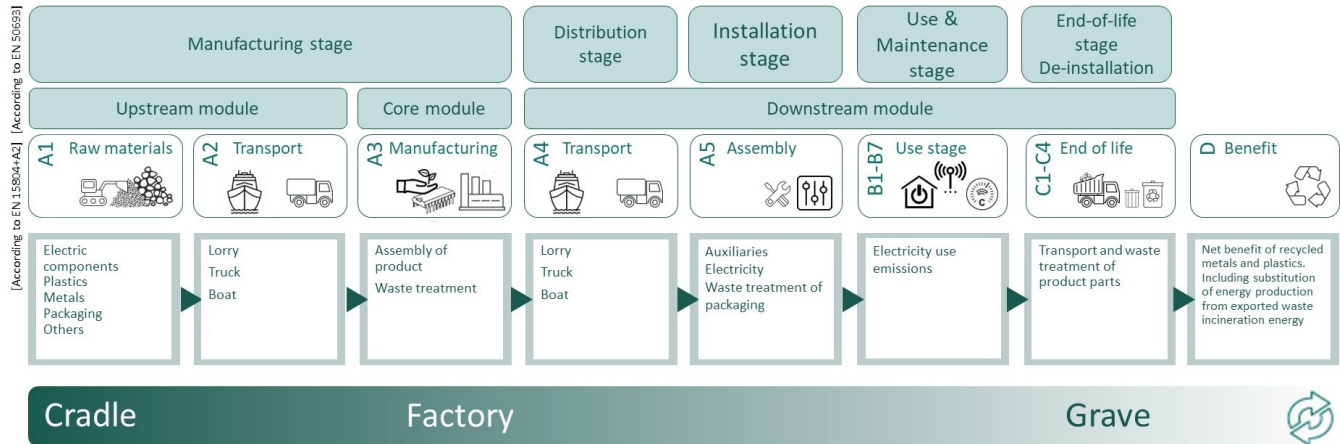 [According to EN 50693]
Manufacturing stage
Distribution
stage
Installation
stage
Use &
Maintenance
stage
End-of-life
stage
De-installation
Upstream module
Core module
Downstream module
[According to EN 15804+A2]
A1 Raw materials
A2 Transport
A3 Manufacturing
A4 Transport
A5 Assembly
B1-B7 Use stage
C1-C4 End of life
D Benefit
C
Electric
components
Plastics
Metals
Packaging
Others
Lorry
Truck
Boat
Assembly of
product
Waste treatment
Lorry
Truck
Boat
Auxiliaries
Electricity
Waste treatment of
packaging
Electricity use
emissions
Transport and waste
treatment of
product parts
Net benefit of recycled
metals and plastics.
Including substitution
of energy production
from exported waste
incineration energy
Cradle
Factory
Grave